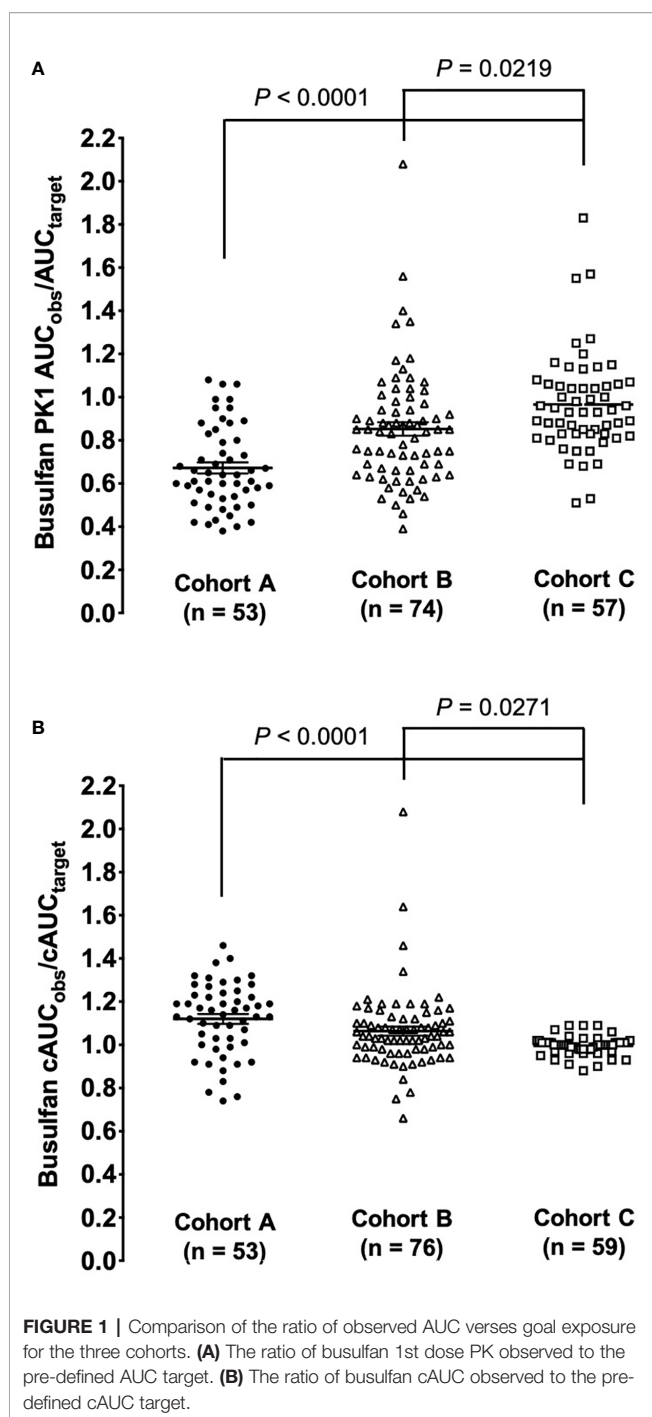 A
P = 0.0219
P < 0.0001
Busulfan PK1 AUCobs/AUCtarget
2.2
2.0
1.8
1.6
1.4
1.2
1.0
0.8
0.6
0.4
0.2
0.0
Cohort A
(n = 53)
Cohort B
(n = 74)
Cohort C
(n = 57)
B
P = 0.0271
P < 0.0001
Busulfan cAUCobs/cAUCtarget
2.2
2.0
1.8
1.6
1.4
1.2
1.0
0.8
0.6
0.4
0.2
0.0
Cohort A
(n = 53)
Cohort B
(n = 76)
Cohort C
(n = 59)
FIGURE 1 | Comparison of the ratio of observed AUC verses goal exposure
for the three cohorts. (A) The ratio of busulfan 1st dose PK observed to the
pre-defined AUC target. (B) The ratio of busulfan cAUC observed to the pre-
defined cAUC target.